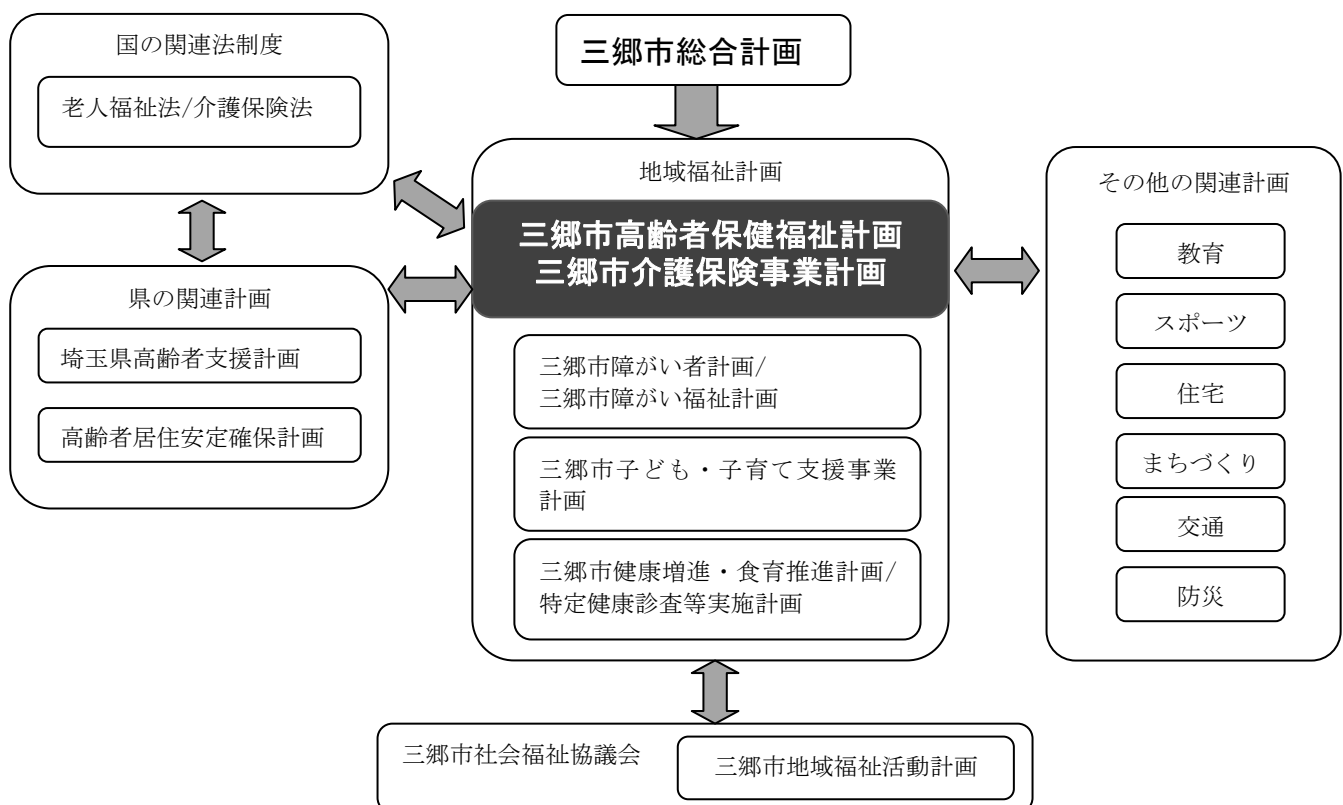 国の関連法制度
老人福祉法/介護保険法
三郷市総合計画
地域福祉計画
三郷市高齢者保健福祉計画
三郷市介護保険事業計画
県の関連計画
埼玉県高齢者支援計画
高齢者居住安定確保計画
三郷市障がい者計画/
三郷市障がい福祉計画
三郷市子ども・子育て支援事業
計画
三郷市健康増進・食育推進計画/
特定健康診査等実施計画
その他の関連計画
教育
スポーツ
住宅
まちづくり
交通
防災
三郷市社会福祉協議会
三郷市地域福祉活動計画